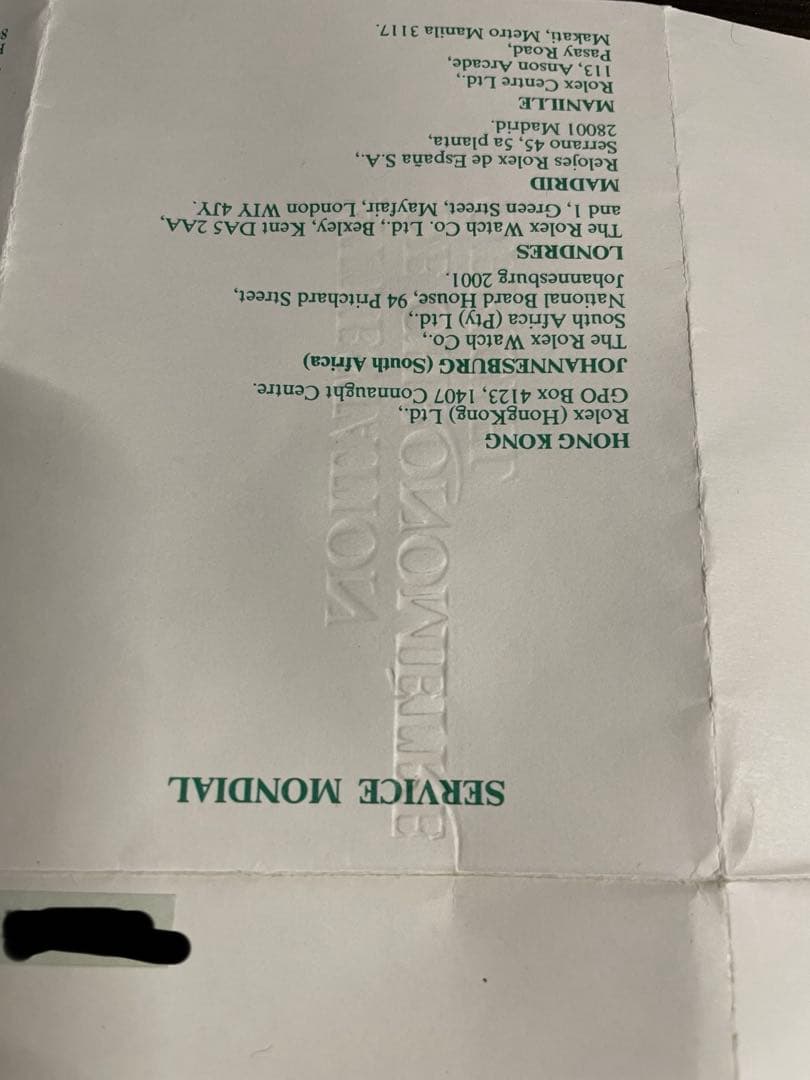 SERVICE MONDIAL
HONG KONG
Rolex (HongKong) Ltd.,
GPO Box 4123, 1407 Connaught Centre.
JOHANNESBURG (South Africa)
The Rolex Watch Co.,
South Africa (Pty) Ltd.,
National Board House, 94 Pritchard Street,
Johannesburg 2001.
LONDRES
The Rolex Watch Co. Ltd., Bexley, Kent DA5 2AA,
and 1, Green Street, Mayfair, London W1Y 4JY.
MADRID
Relojes Rolex de España S.A.,
Serrano 45, 5a planta,
28001 Madrid.
MANILLE
Rolex Centre Ltd.,
113, Anson Arcade,
Pasay Road,
Makati, Metro Manila 3117.